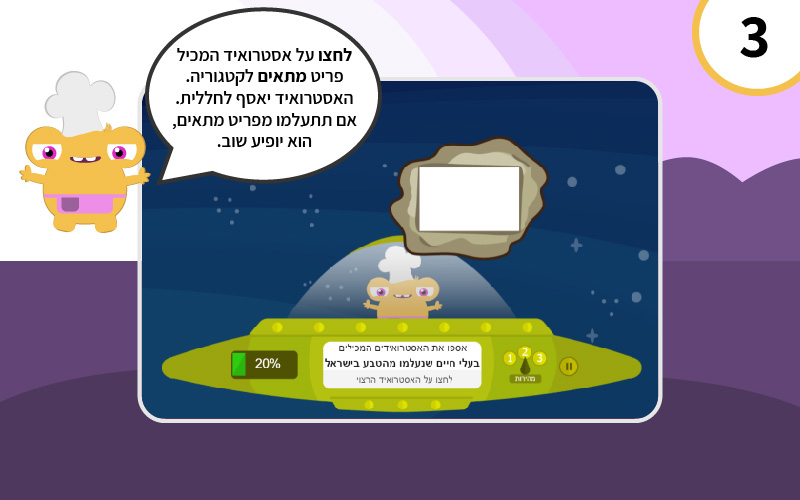 3
לחצו על אסטרואיד המכיל
פריט מתאים לקטגוריה.
האסטרואיד יאסף לחללית.
אם תתעלמו מפריט מתאים,
הוא יופיע שוב.
אספו את האסטרואידים המכילים
בעלי חיים שנעלמו מהטבע בישראל
לחצו על האסטרואיד הרצוי
20%
1 2 3
מהירות